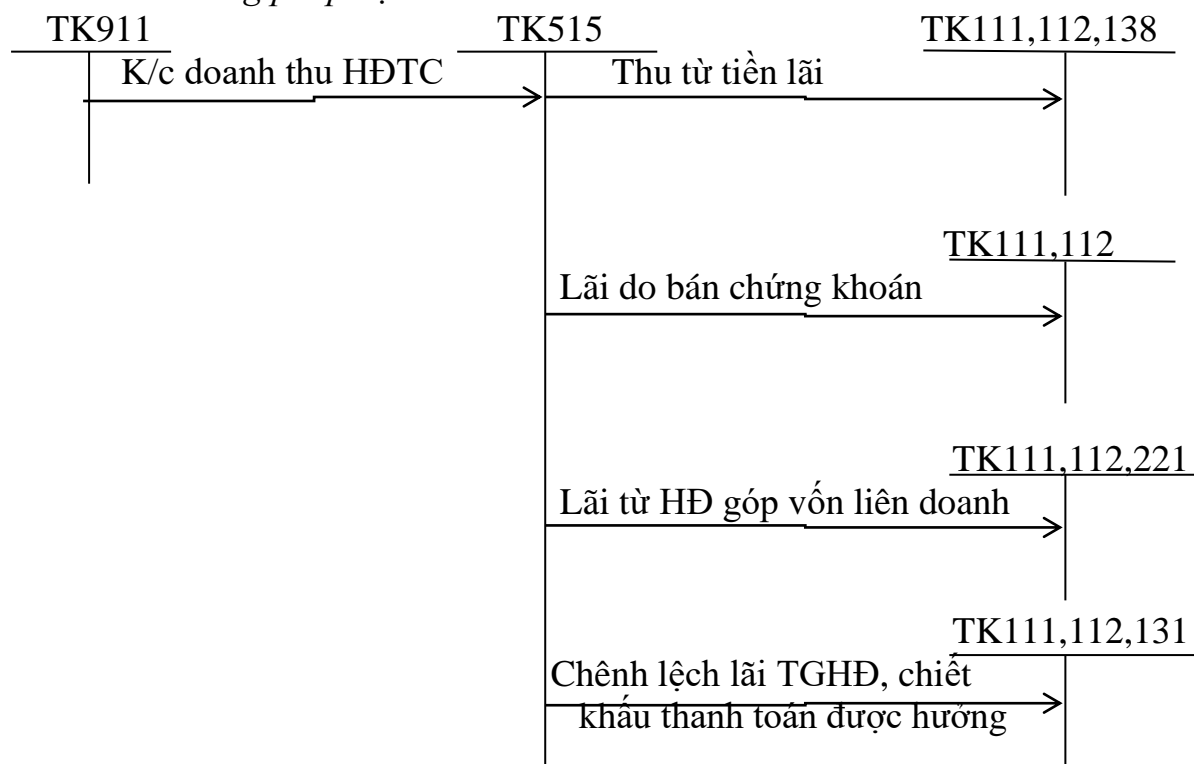 TK911 TK515 TK111,112,138
K/c doanh thu HĐTC Thu từ tiền lãi
TK111,112
Lãi do bán chứng khoán
TK111,112,221
Lãi từ HĐ góp vốn liên doanh
TK111,112,131
Chênh lệch lãi TGHĐ, chiết
khấu thanh toán được hưởng